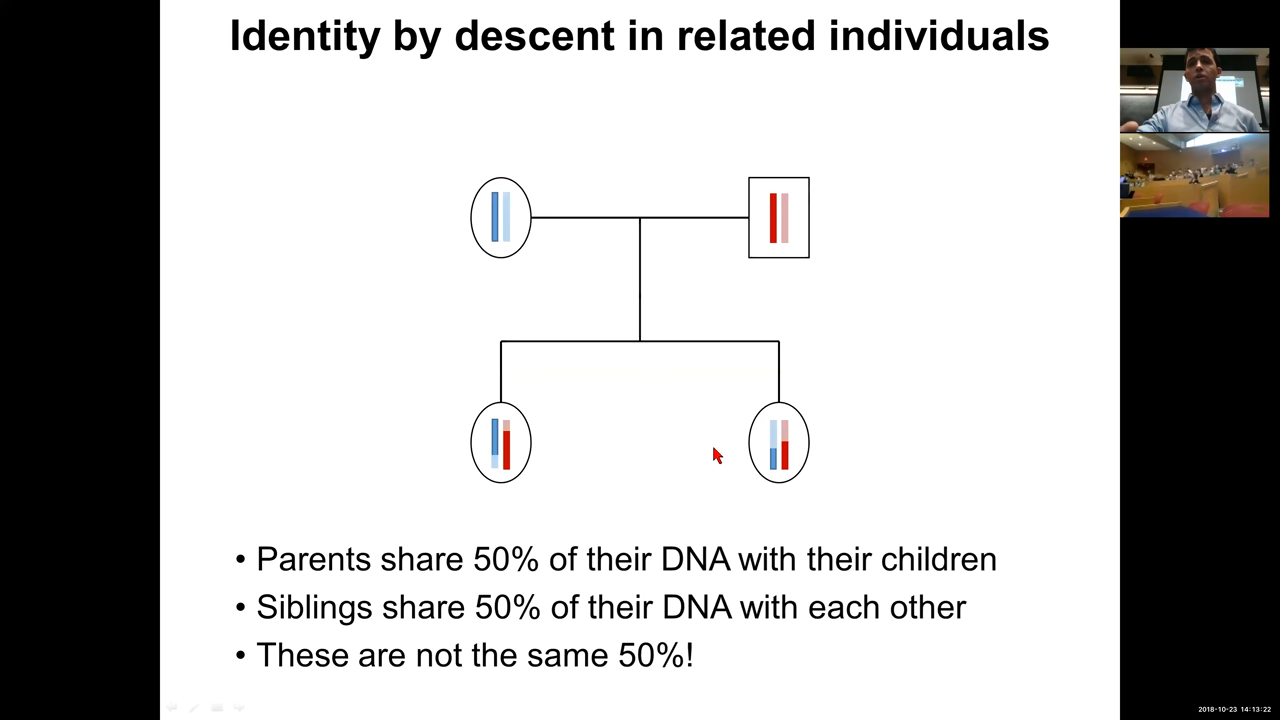 Identity by descent in related individuals
• Parents share 50% of their DNA with their children
• Siblings share 50% of their DNA with each other
• These are not the same 50%!
2018-10-23 14:13:22